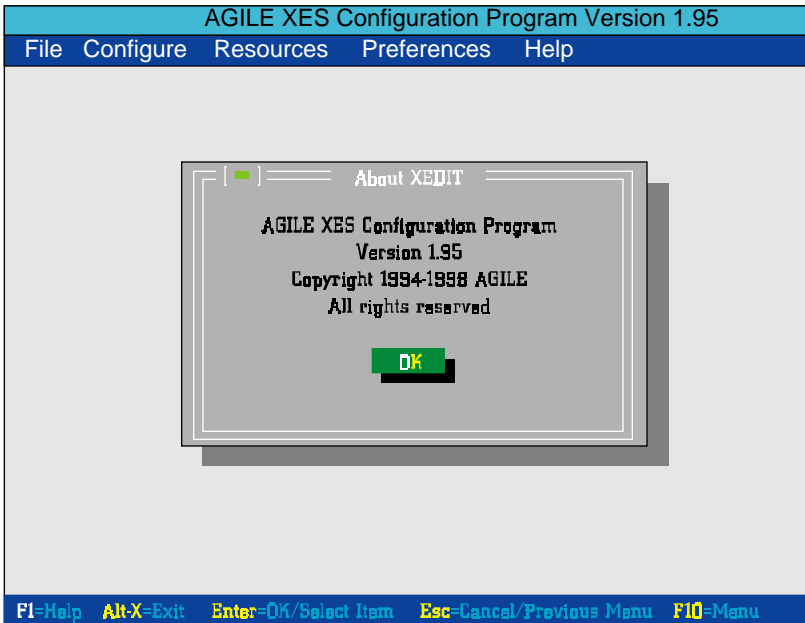 AGILE XES Configuration Program Version 1.95
File Configure Resources Preferences Help
[ ] About XEDIT
AGILE XES Configuration Program
Version 1.95
Copyright 1994-1998 AGILE
All rights reserved
OK
F1=Help Alt-X=Exit Enter=OK/Select Item Esc=Cancel/Previous Menu F10=Menu